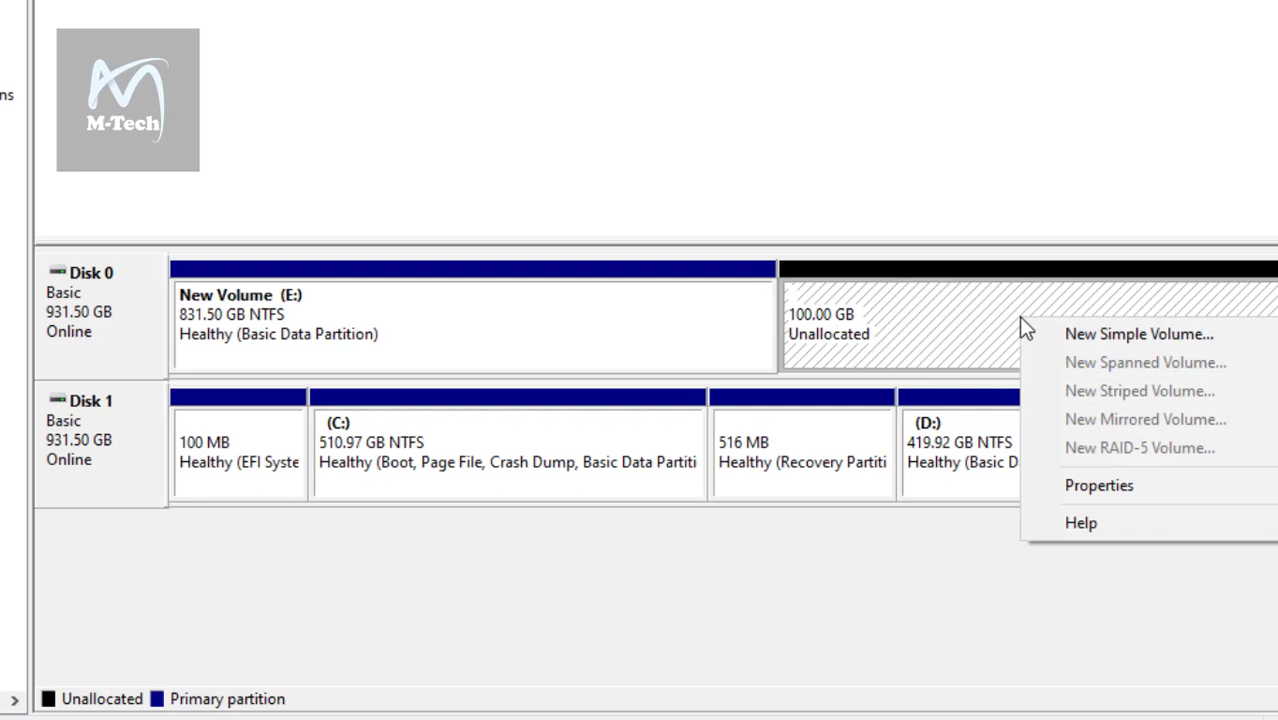 ns
M-Tech
Disk 0
Basic
931.50 GB
Online
New Volume (E:)
831.50 GB NTFS
Healthy (Basic Data Partition)
100.00 GB
Unallocated
Disk 1
Basic
931.50 GB
Online
100 MB
Healthy (EFI Syste
(C:)
510.97 GB NTFS
Healthy (Boot, Page File, Crash Dump, Basic Data Partiti
516 MB
Healthy (Recovery Partiti
(D:)
419.92 GB NTFS
Healthy (Basic D
New Simple Volume...
New Spanned Volume...
New Striped Volume...
New Mirrored Volume...
New RAID-5 Volume...
Properties
Help
Unallocated
Primary partition